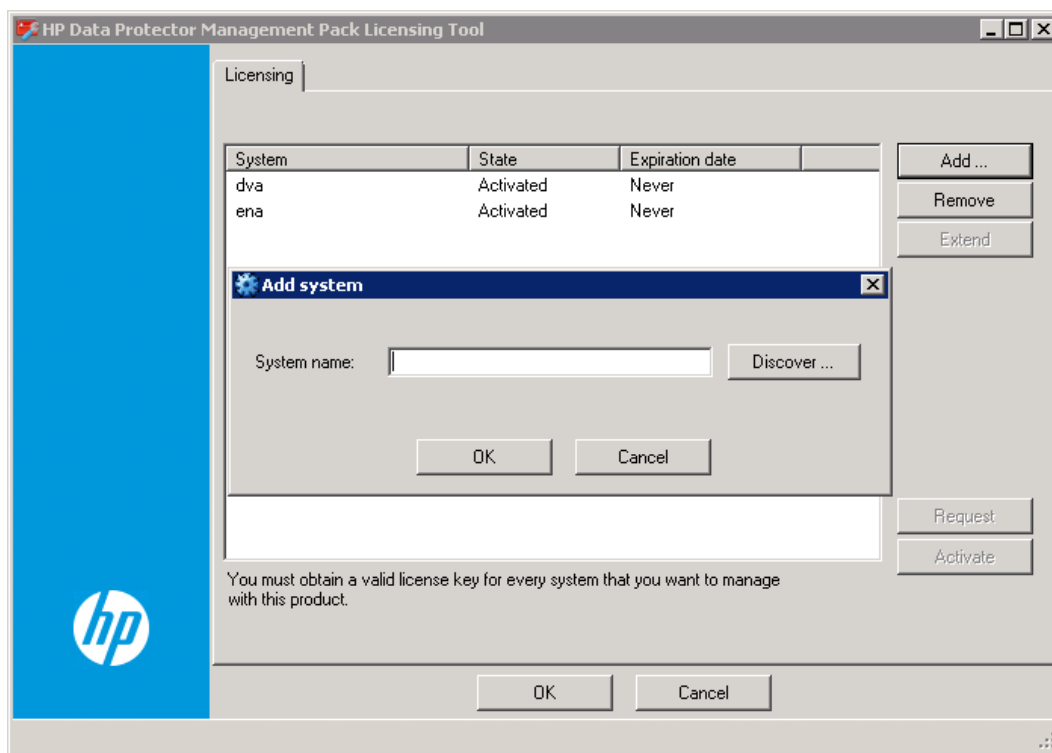 HP Data Protector Management Pack Licensing Tool
Licensing
System State Expiration date
dva Activated Never
ena Activated Never
Add ...
Remove
Extend
Add system
System name:
Discover ...
OK Cancel
Request
Activate
You must obtain a valid license key for every system that you want to manage
with this product.
hp
OK Cancel